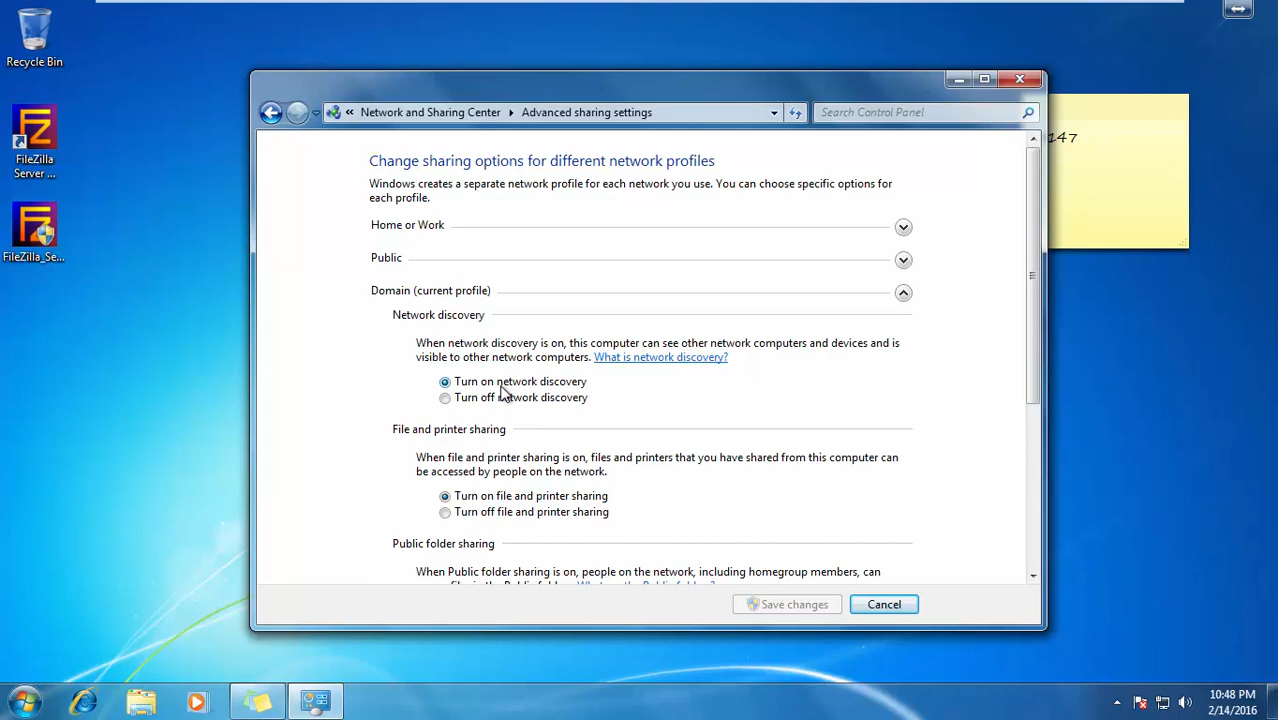 Recycle Bin
FileZilla
Server ...
FileZilla_Se...
Network and Sharing Center
Advanced sharing settings
Search Control Panel
147
Change sharing options for different network profiles
Windows creates a separate network profile for each network you use. You can choose specific options for
each profile.
Home or Work
Public
Domain (current profile)
Network discovery
When network discovery is on, this computer can see other network computers and devices and is
visible to other network computers. What is network discovery?
Turn on network discovery
Turn off network discovery
File and printer sharing
When file and printer sharing is on, files and printers that you have shared from this computer can
be accessed by people on the network.
Turn on file and printer sharing
Turn off file and printer sharing
Public folder sharing
When Public folder sharing is on, people on the network, including homegroup members, can
Save changes
Cancel
10:48 PM
2/14/2016